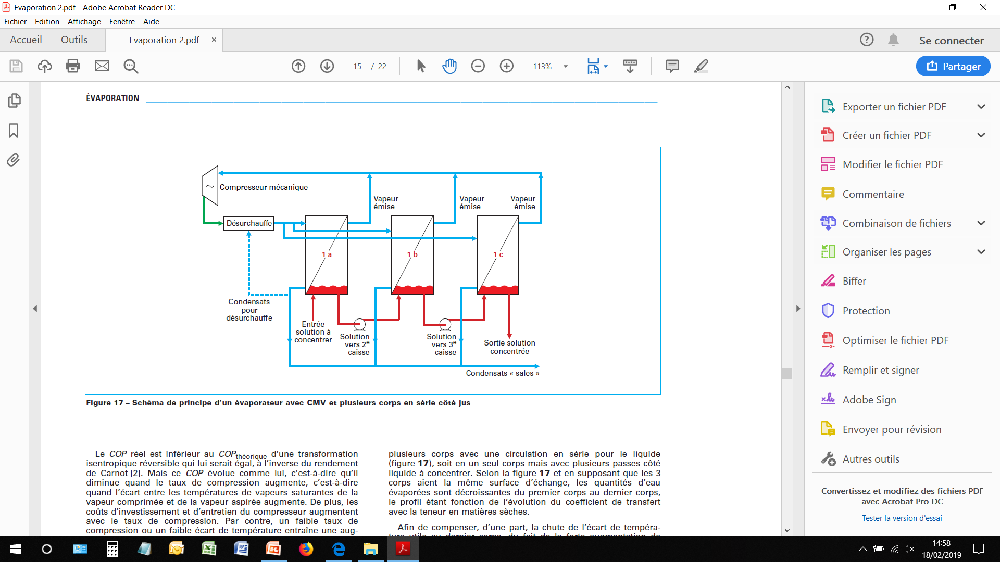 Evaporation 2.pdf - Adobe Acrobat Reader DC
Fichier Edition Affichage Fenêtre Aide
Accueil Outils Evaporation 2.pdf × ? Se connecter
15 / 22 113% Partager
ÉVAPORATION
Compresseur mécanique
Vapeur émise
Vapeur émise
Vapeur émise
Désurchauffe
1 a
1 b
1 c
Condensats
pour
désurchauffe
Entrée
solution à
concentrer
Solution
vers 2e
caisse
Solution
vers 3e
caisse
Sortie solution
concentrée
Condensats « sales »
Figure 17 – Schéma de principe d’un évaporateur avec CMV et plusieurs corps en série côté jus
Le COP réel est inférieur au COPthéorique d’une transformation
isentropique réversible qui lui serait égal, à l’inverse du rendement
de Carnot [2]. Mais ce COP évolue comme lui, c’est-à-dire qu’il
diminue quand le taux de compression augmente, c’est-à-dire
quand l’écart entre les températures de vapeurs saturantes de la
vapeur comprimée et de la vapeur aspirée augmente. De plus, les
coûts d’investissement et d’entretien du compresseur augmentent
avec le taux de compression. Par contre, un faible taux de
compression ou un faible écart de température entraîne une aug-
plusieurs corps avec une circulation en série pour le liquide
(figure 17), soit en un seul corps mais avec plusieurs passes côté
liquide à concentrer. Selon la figure 17 et en supposant que les 3
corps aient la même surface d’échange, les quantités d’eau
évaporées sont décroissantes du premier corps au dernier corps,
le profil étant fonction de l’évolution du coefficient de transfert
avec la teneur en matières sèches.
Afin de compenser, d’une part, la chute de l’écart de tempéra-
Exporter un fichier PDF
Créer un fichier PDF
Modifier le fichier PDF
Commentaire
Combinaison de fichiers
Organiser les pages
Biffer
Protection
Optimiser le fichier PDF
Remplir et signer
Adobe Sign
Envoyer pour révision
Autres outils
Convertissez et modifiez des fichiers PDF
avec Acrobat Pro DC
Tester la version d'essai
14:58
18/02/2019